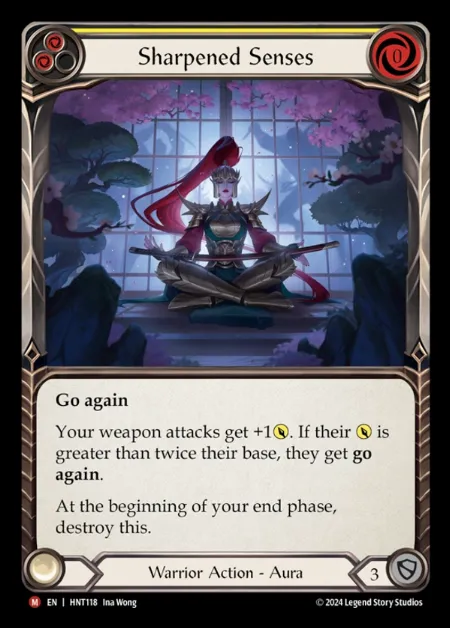 Sharpened Senses
0
Go again
Your weapon attacks get +1. If their is
greater than twice their base, they get go
again.
At the beginning of your end phase,
destroy this.
Warrior Action - Aura
3
M EN | HNT118 Ina Wong
© 2024 Legend Story Studios